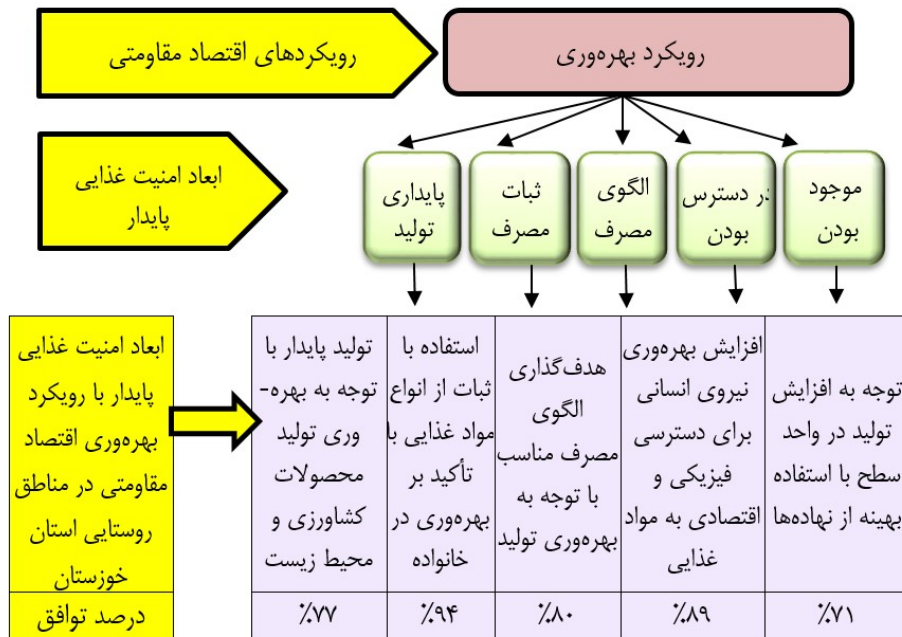 رویکردهای اقتصاد مقاومتی
رویکرد بهره‌وری
ابعاد امنیت غذایی
پایدار
موجود
بودن
در دسترس
بودن
الگوی
مصرف
ثبات
مصرف
پایداری
تولید
ابعاد امنیت غذایی
پایدار با رویکرد
بهره‌وری اقتصاد
مقاومتی در مناطق
روستایی استان
خوزستان
توجه به افزایش
تولید در واحد
سطح با استفاده
بهینه از نهاده‌ها
افزایش بهره‌وری
نیروی انسانی
برای دسترسی
فیزیکی و
اقتصادی به مواد
غذایی
هدف‌گذاری
الگوی
مصرف مناسب
با توجه به
بهره‌وری تولید
استفاده با
ثبات از انواع
مواد غذایی با
تأکید بر
بهره‌وری در
خانواده
تولید پایدار با
توجه به بهره-
وری تولید
محصولات
کشاورزی و
محیط زیست
درصد توافق
٪۷۱
٪۸۹
٪۸۰
٪۹۴
٪۷۷